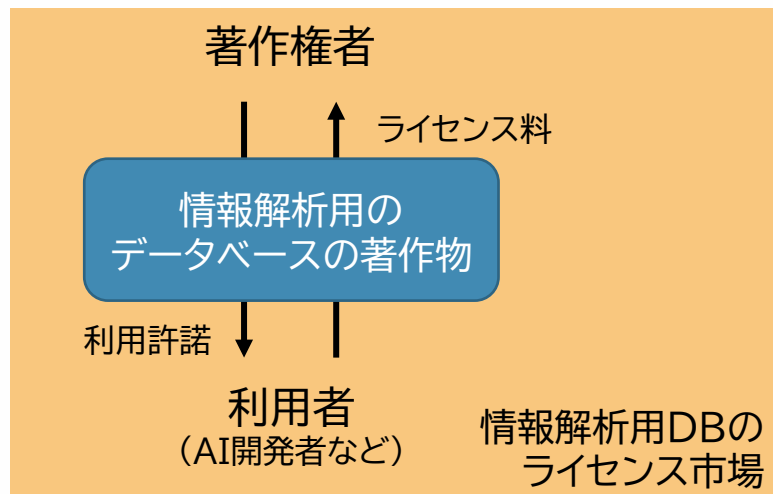 著作権者
ライセンス料
情報解析用の
データベースの著作物
利用許諾
利用者
（AI開発者など）
情報解析用DBの
ライセンス市場